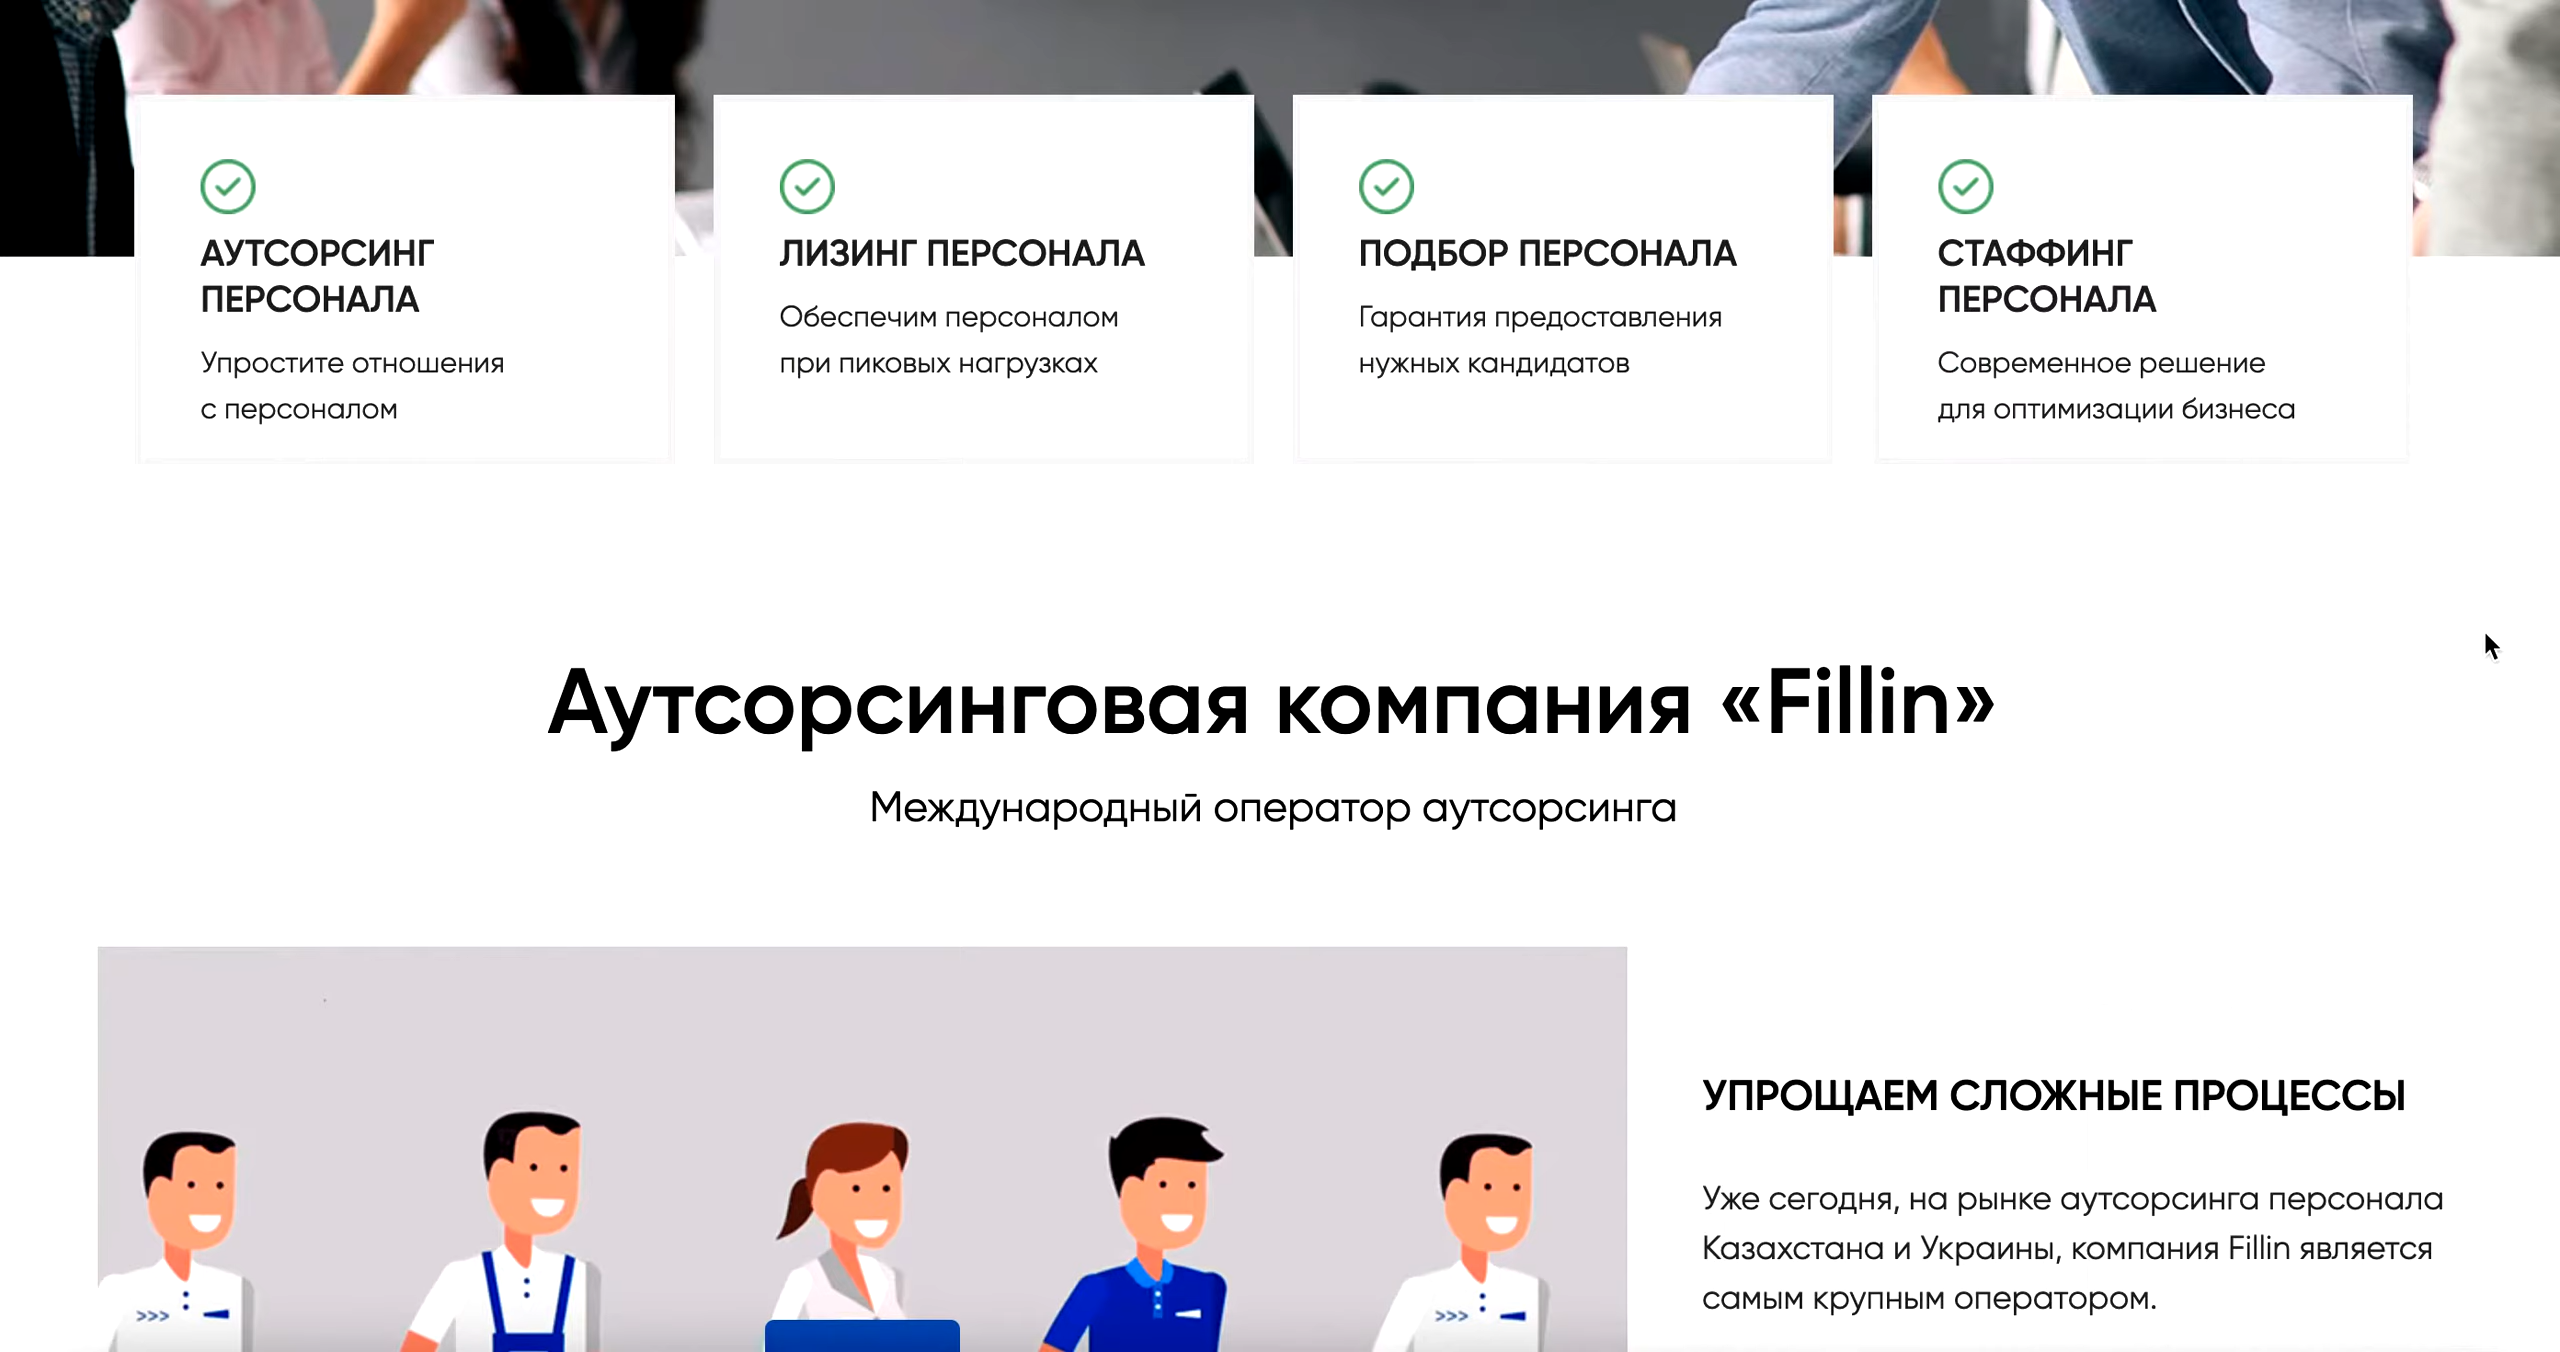 АУТСОРСИНГ
ПЕРСОНАЛА
Упростите отношения
с персоналом
ЛИЗИНГ ПЕРСОНАЛА
Обеспечим персоналом
при пиковых нагрузках
ПОДБОР ПЕРСОНАЛА
Гарантия предоставления
нужных кандидатов
СТАФФИНГ
ПЕРСОНАЛА
Современное решение
для оптимизации бизнеса
Аутсорсинговая компания «Fillin»
Международный оператор аутсорсинга
УПРОЩАЕМ СЛОЖНЫЕ ПРОЦЕССЫ
Уже сегодня, на рынке аутсорсинга персонала
Казахстана и Украины, компания Fillin является
самым крупным оператором.